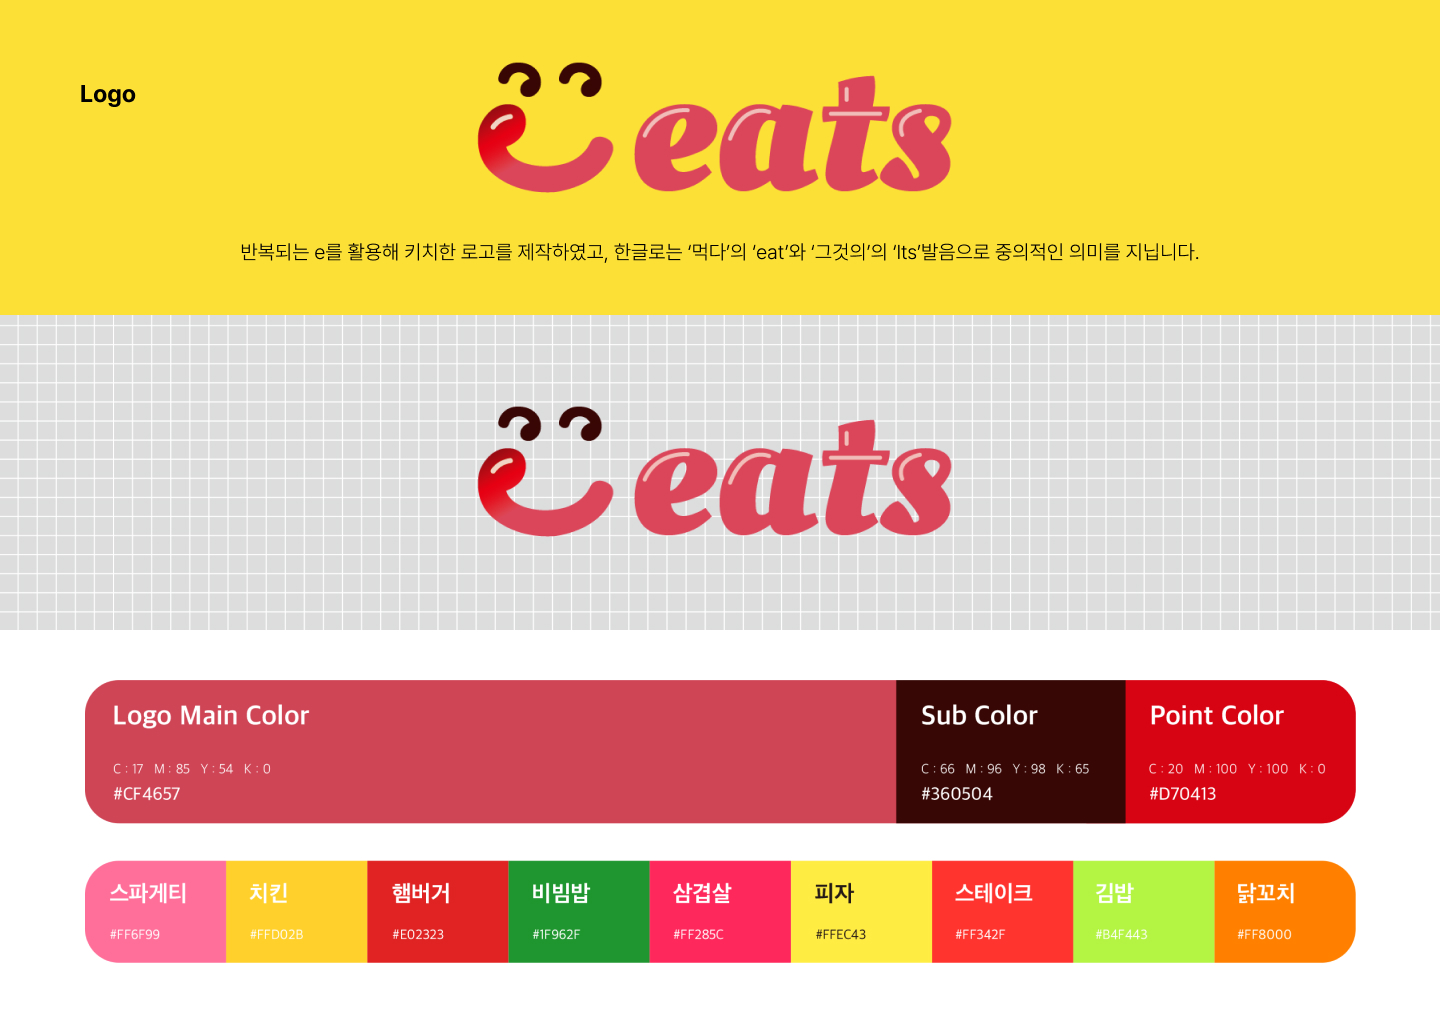 Logo
eats
반복되는 e를 활용해 키치한 로고를 제작하였고, 한글로는 ‘먹다’의 ‘eat’와 ‘그것의’의 ‘Its’발음으로 중의적인 의미를 지닙니다.
eats
Logo Main Color
C : 17 M : 85 Y : 54 K : 0
#CF4657
Sub Color
C : 66 M : 96 Y : 98 K : 65
#360504
Point Color
C : 20 M : 100 Y : 100 K : 0
#D70413
스파게티
#FF6F99
치킨
#FFD02B
햄버거
#E02323
비빔밥
#1F962F
삼겹살
#FF285C
피자
#FFEC43
스테이크
#FF342F
김밥
#B4F443
닭꼬치
#FF8000